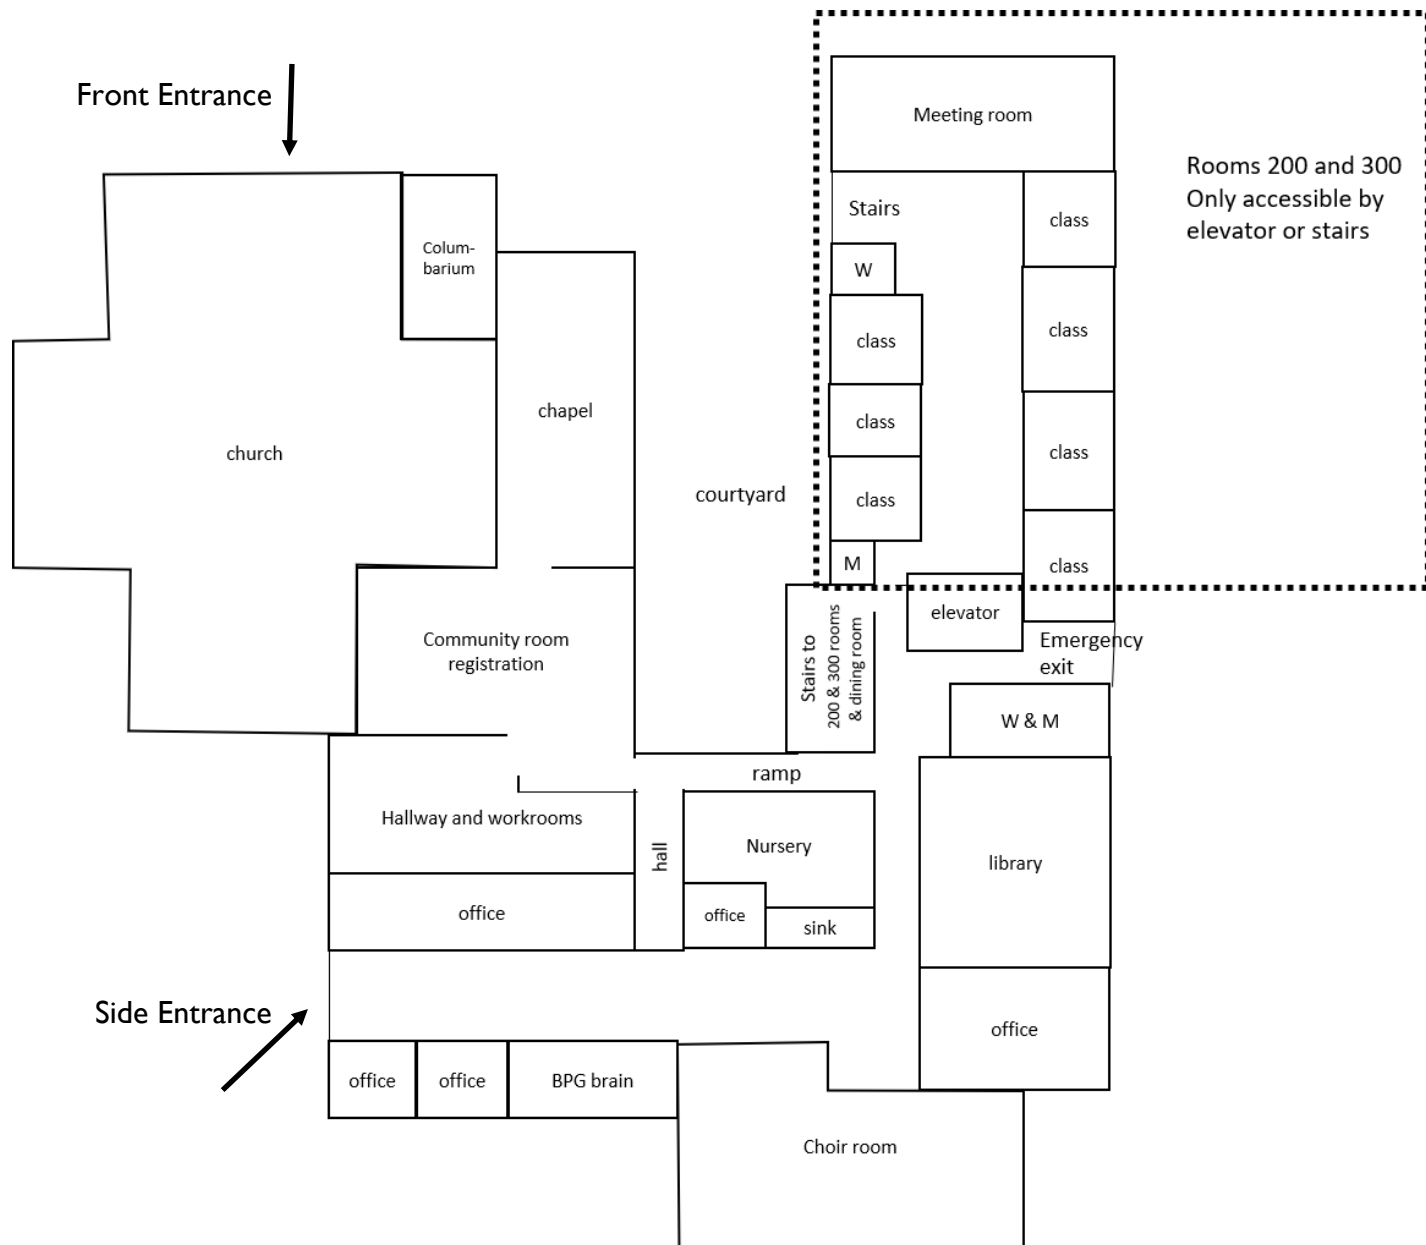 Front Entrance
Meeting room
Rooms 200 and 300
Only accessible by
elevator or stairs
Stairs
class
Colum-
barium
W
class
class
chapel
class
church
class
courtyard
class
M
class
elevator
Stairs to
200 & 300 rooms
& dining room
Community room
registration
Emergency
exit
W & M
ramp
Hallway and workrooms
hall
Nursery
library
office
office
sink
Side Entrance
office
office
office
BPG brain
Choir room